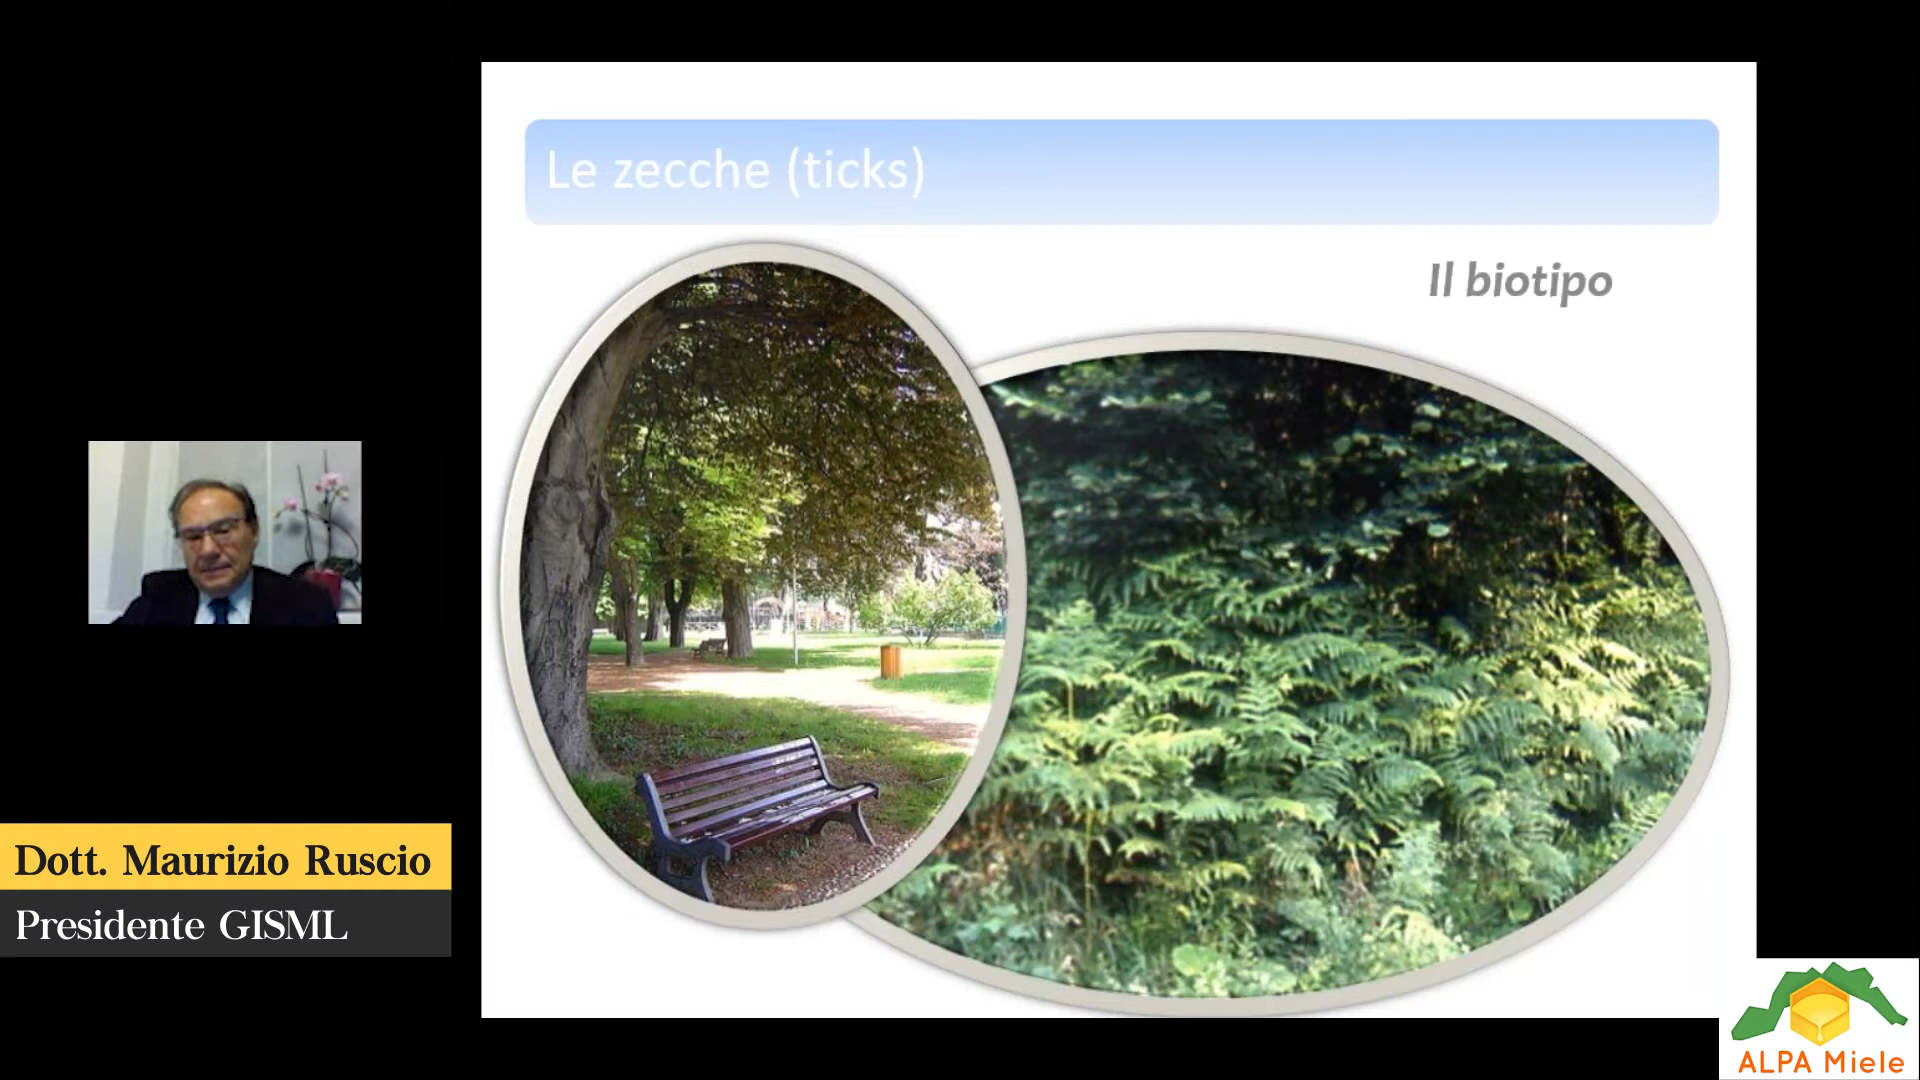 Le zecche (ticks)
Il biotipo
Dott. Maurizio Ruscio
Presidente GISML
ALPA Miele